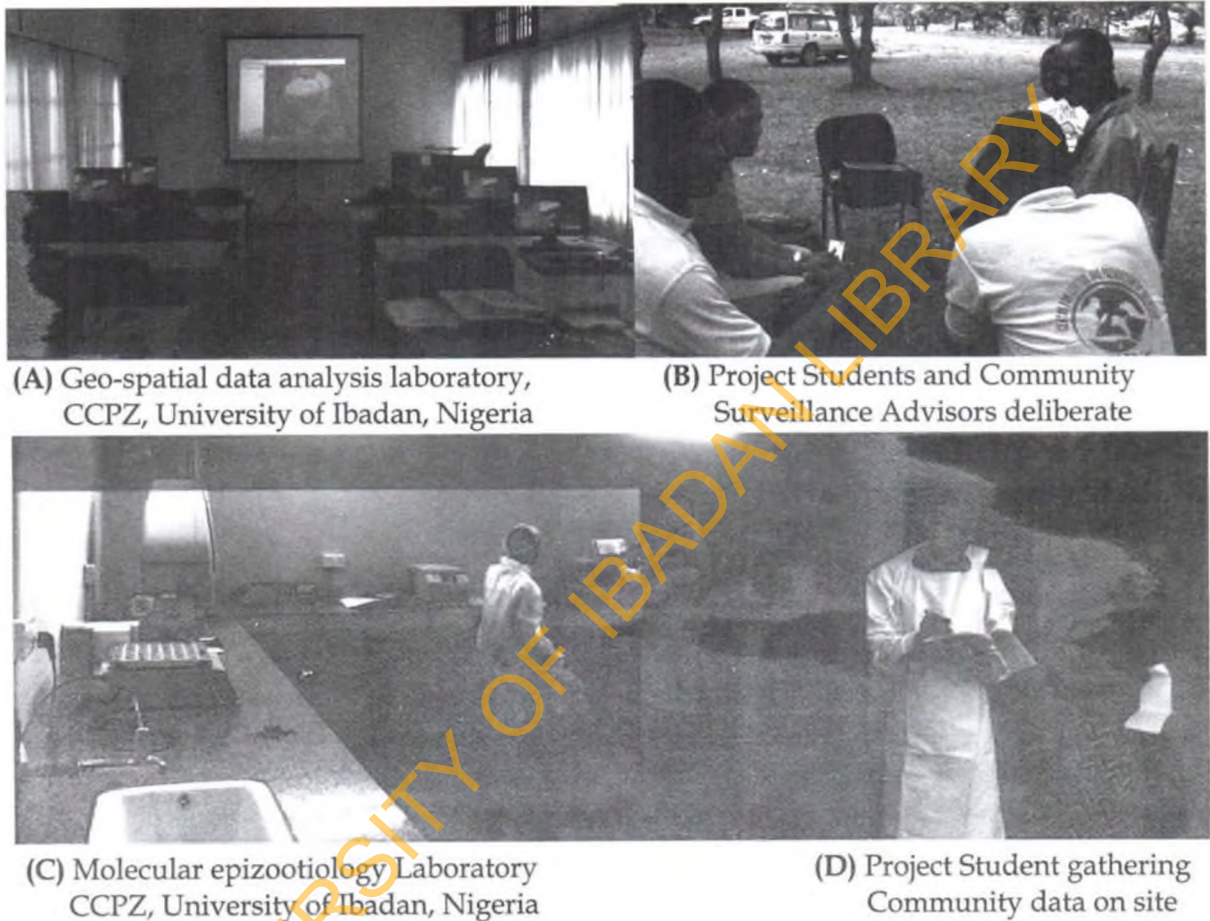 (A) Geo-spatial data analysis laboratory,
CCPZ, University of Ibadan, Nigeria
(B) Project Students and Community
Surveillance Advisors deliberate
(C) Molecular epizootiology Laboratory
CCPZ, University of Ibadan, Nigeria
(D) Project Student gathering
Community data on site
UNIVERSITY OF IBADAN LIBRARY